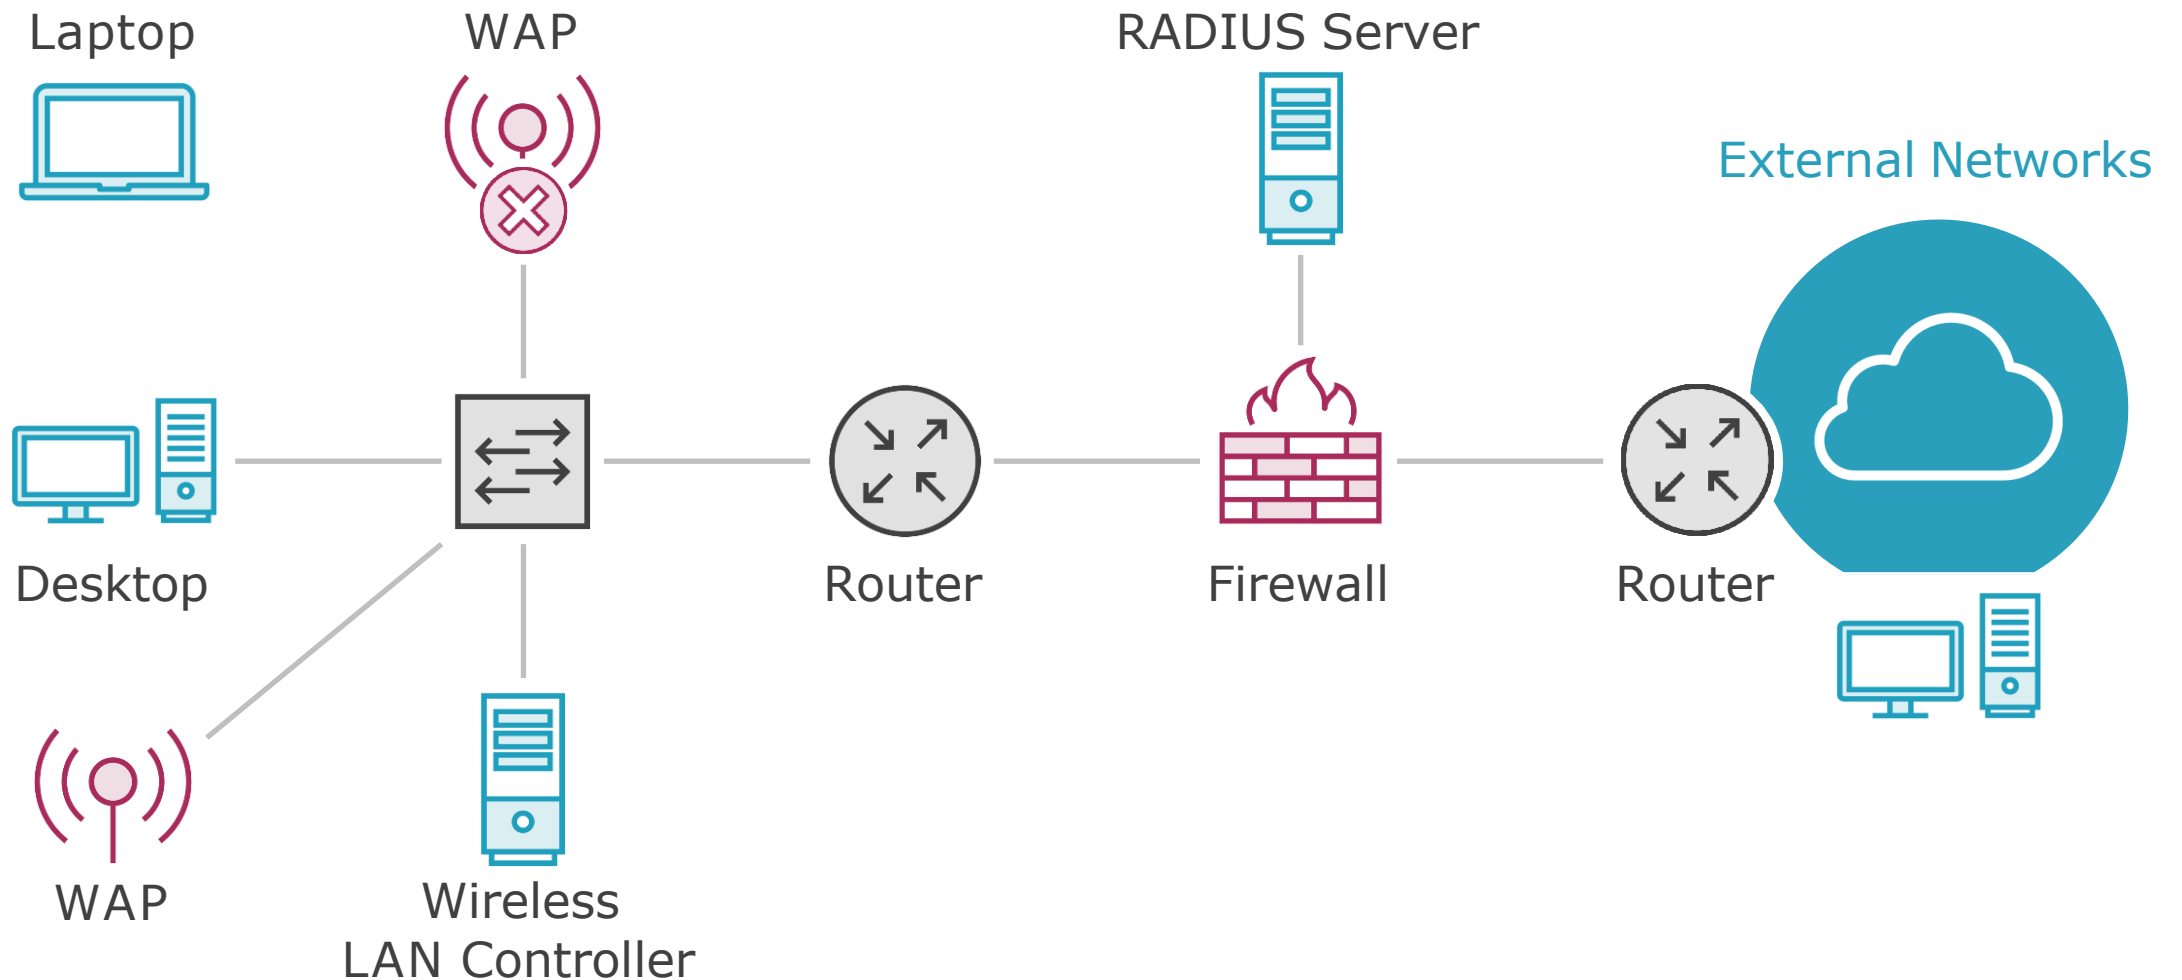 Laptop
WAP
RADIUS Server
External Networks
Desktop
Router
Firewall
Router
WAP
Wireless
LAN Controller